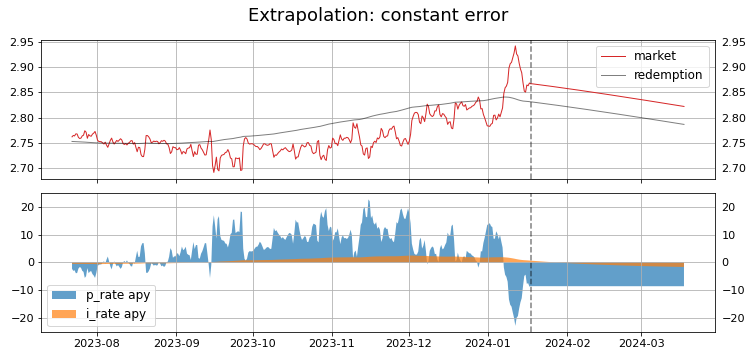 Extrapolation: constant error
2.95 2.95
2.90 2.90
2.85 2.85
2.80 2.80
2.75 2.75
2.70 2.70
market
redemption
20 20
10 10
0 0
−10 −10
−20 −20
p_rate apy
i_rate apy
2023-08 2023-09 2023-10 2023-11 2023-12 2024-01 2024-02 2024-03